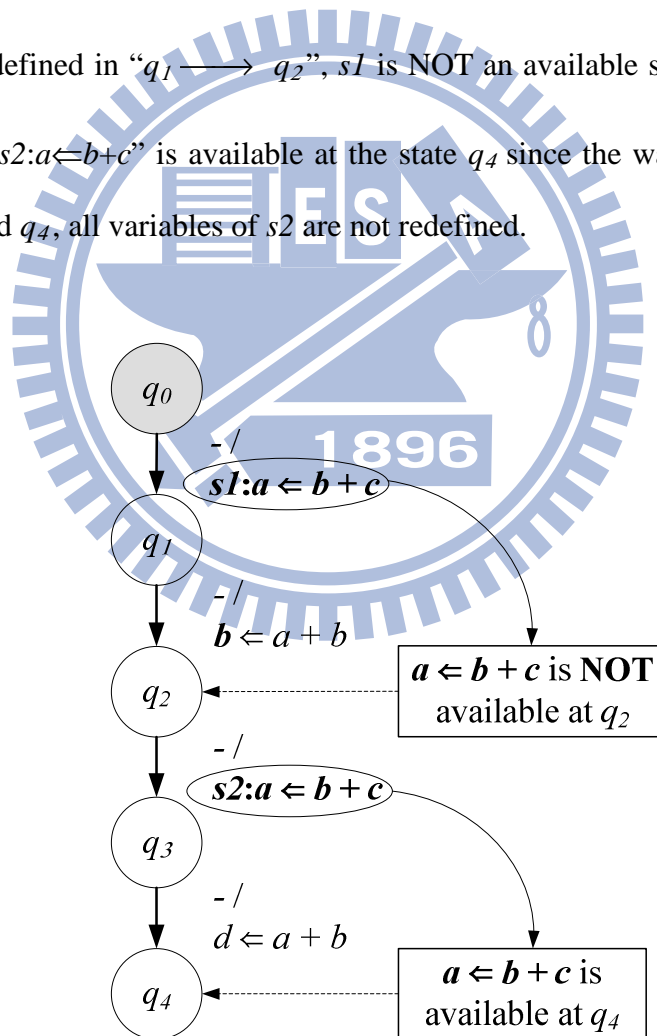 efined in “q1 ⟶ q2”, s1 is NOT an available s
s2:a⇐b+c” is available at the state q4 since the wa
d q4, all variables of s2 are not redefined.
E S A
1896
q0
- /
s1:a ⇐ b + c
q1
- /
b ⇐ a + b
a ⇐ b + c is NOT
available at q2
q2
- /
s2:a ⇐ b + c
q3
- /
d ⇐ a + b
a ⇐ b + c is
available at q4
q4